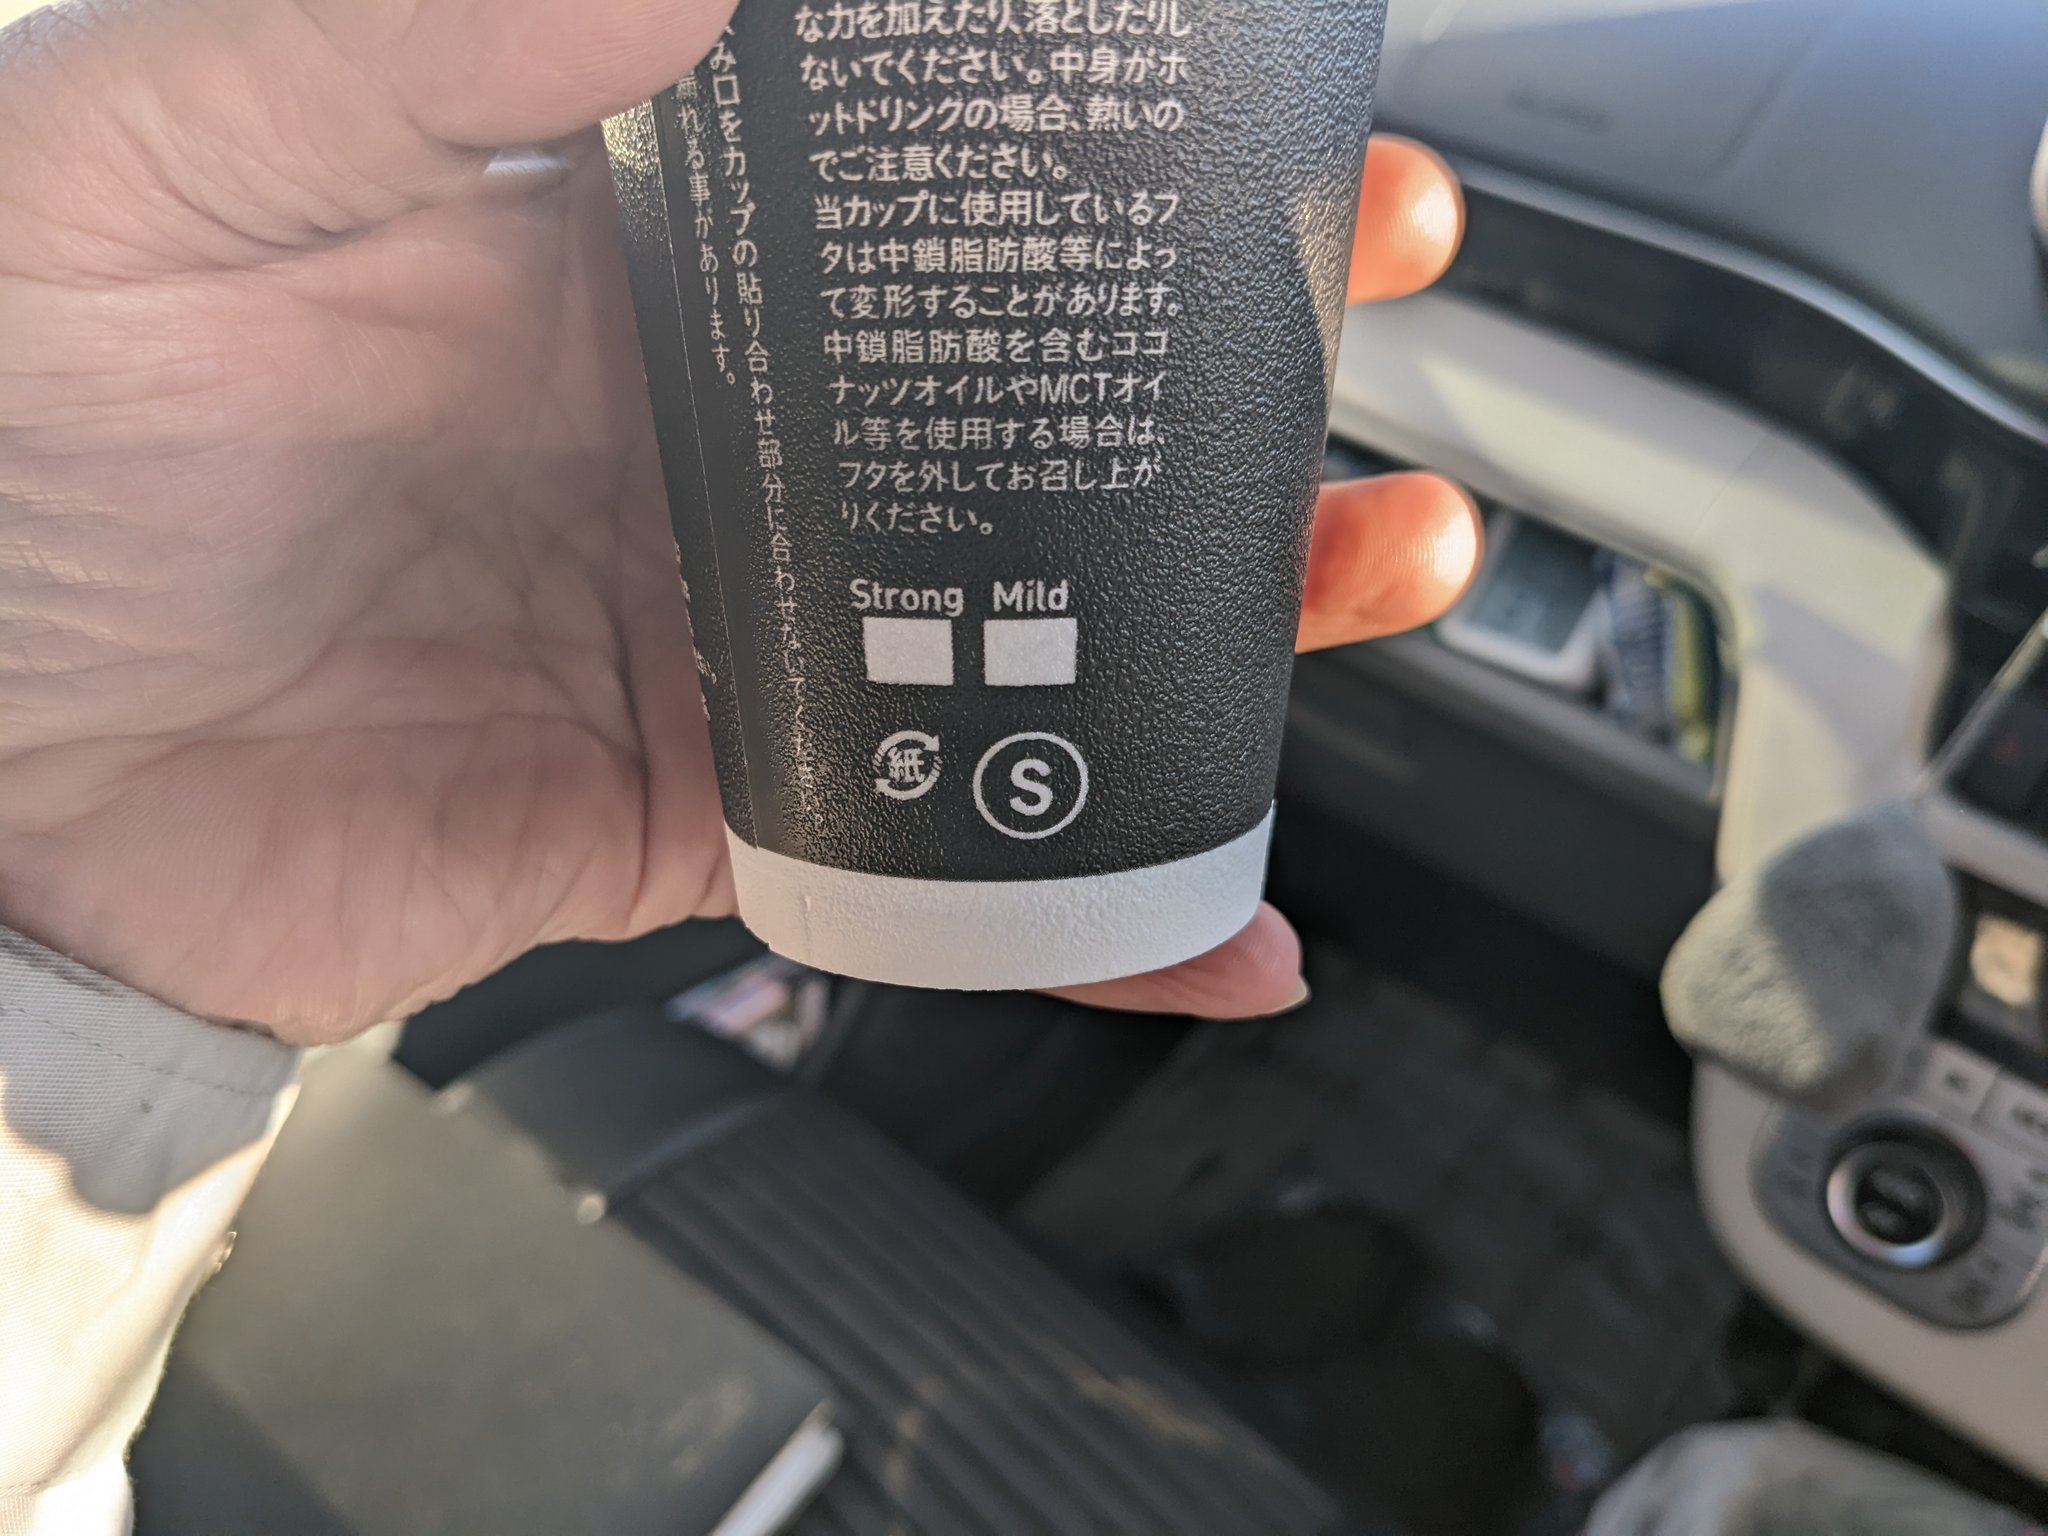 な力を加えたり、落としたりし
ないでください。中身がホ
ットドリンクの場合、熱いの
でご注意ください。
当カップに使用しているフ
タは中鎖脂肪酸等によっ
て変形することがあります。
中鎖脂肪酸を含むココ
ナッツオイルやMCTオイ
ル等を使用する場合は、
フタを外してお召し上が
りください。
み口をカップの貼り合わせ部分に合わせないでください。
漏れる事があります。
Strong Mild
紙
S